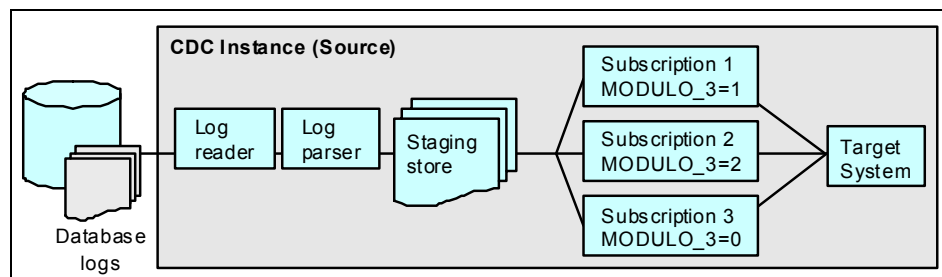 CDC Instance (Source)
Database
logs
Log
reader
Log
parser
Staging
store
Subscription 1
MODULO_3=1
Subscription 2
MODULO_3=2
Subscription 3
MODULO_3=0
Target
System